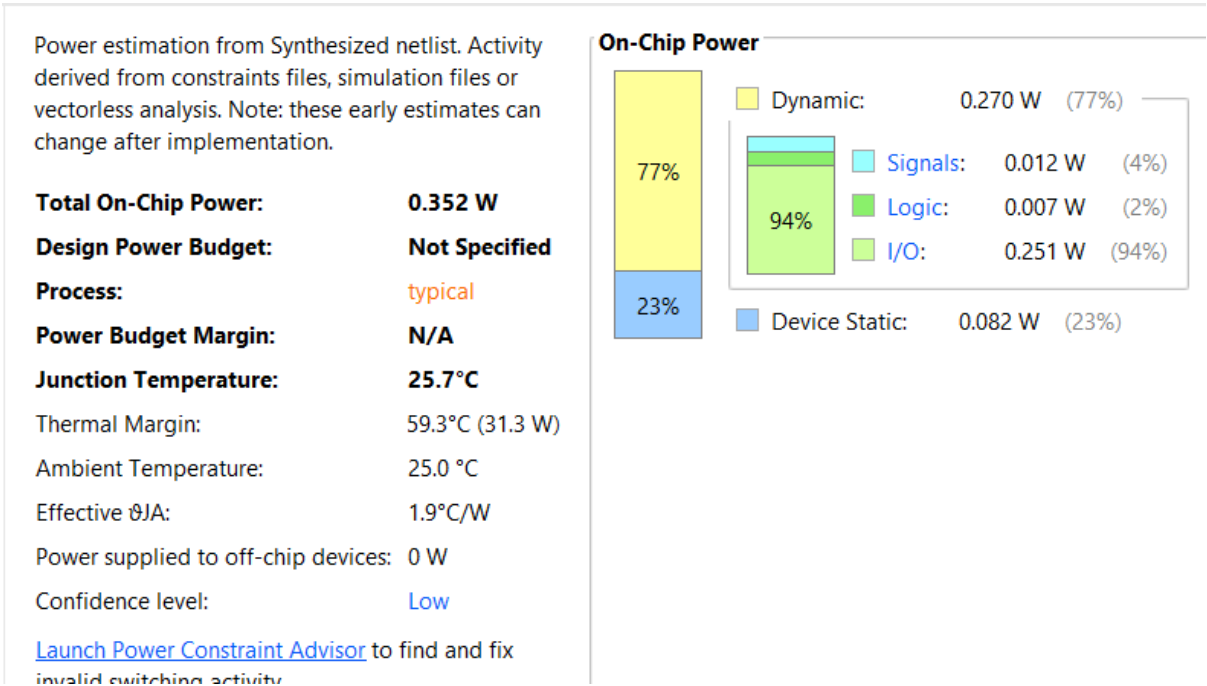 Power estimation from Synthesized netlist. Activity
derived from constraints files, simulation files or
vectorless analysis. Note: these early estimates can
change after implementation.
Total On-Chip Power: 0.352 W
Design Power Budget: Not Specified
Process: typical
Power Budget Margin: N/A
Junction Temperature: 25.7°C
Thermal Margin: 59.3°C (31.3 W)
Ambient Temperature: 25.0 °C
Effective ϑJA: 1.9°C/W
Power supplied to off-chip devices: 0 W
Confidence level: Low
Launch Power Constraint Advisor to find and fix
invalid switching activity
On-Chip Power
77%
23%
Dynamic: 0.270 W (77%)
94%
Signals: 0.012 W (4%)
Logic: 0.007 W (2%)
I/O: 0.251 W (94%)
Device Static: 0.082 W (23%)